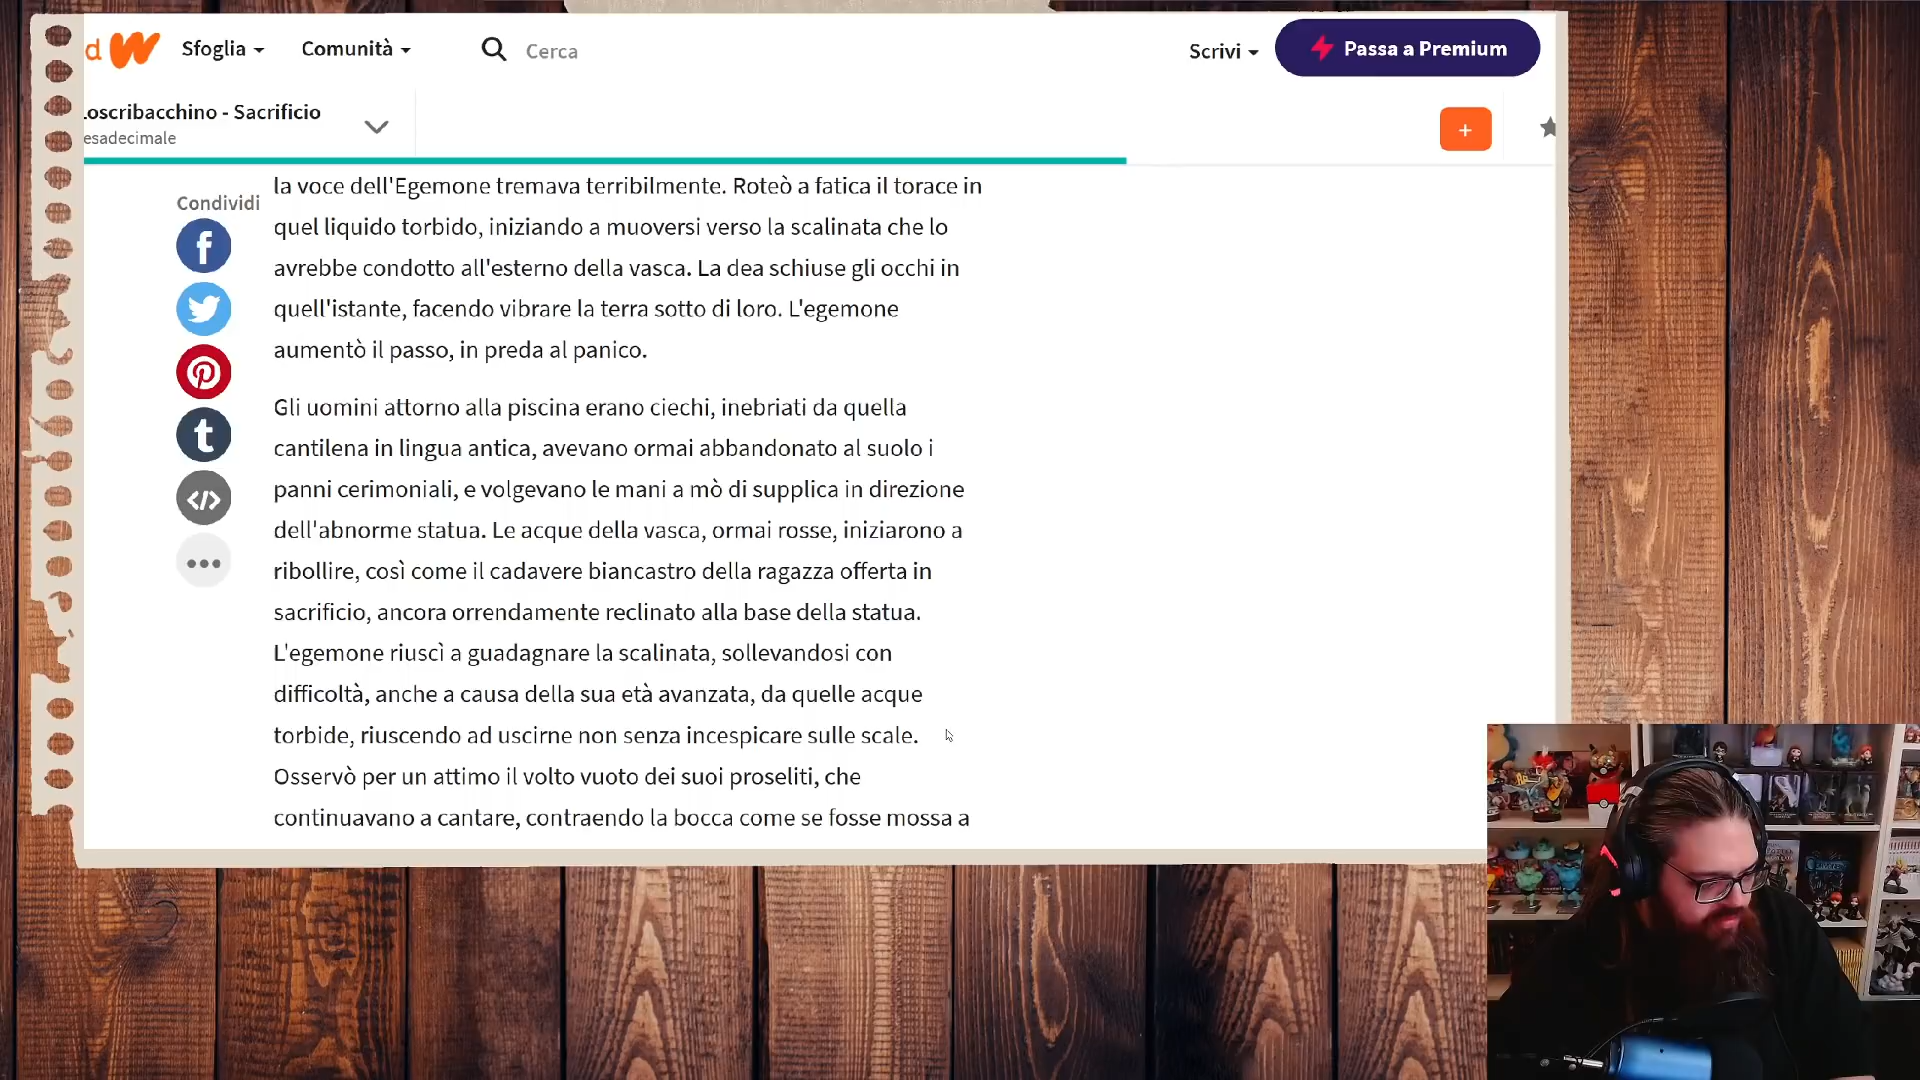 d
Sfoglia
Comunità
Cerca
Scrivi
Passa a Premium
Loscribacchino - Sacrificio
esadecimale
+
Condividi
la voce dell'Egemone tremava terribilmente. Roteò a fatica il torace in
quel liquido torbido, iniziando a muoversi verso la scalinata che lo
avrebbe condotto all'esterno della vasca. La dea schiuse gli occhi in
quell'istante, facendo vibrare la terra sotto di loro. L'egemone
aumentò il passo, in preda al panico.
Gli uomini attorno alla piscina erano ciechi, inebriati da quella
cantilena in lingua antica, avevano ormai abbandonato al suolo i
panni cerimoniali, e volgevano le mani a mò di supplica in direzione
dell'abnorme statua. Le acque della vasca, ormai rosse, iniziarono a
ribollire, così come il cadavere biancastro della ragazza offerta in
sacrificio, ancora orrendamente reclinato alla base della statua.
L'egemone riuscì a guadagnare la scalinata, sollevandosi con
difficoltà, anche a causa della sua età avanzata, da quelle acque
torbide, riuscendo ad uscirne non senza incespicare sulle scale.
Osservò per un attimo il volto vuoto dei suoi proseliti, che
continuavano a cantare, contraendo la bocca come se fosse mossa a